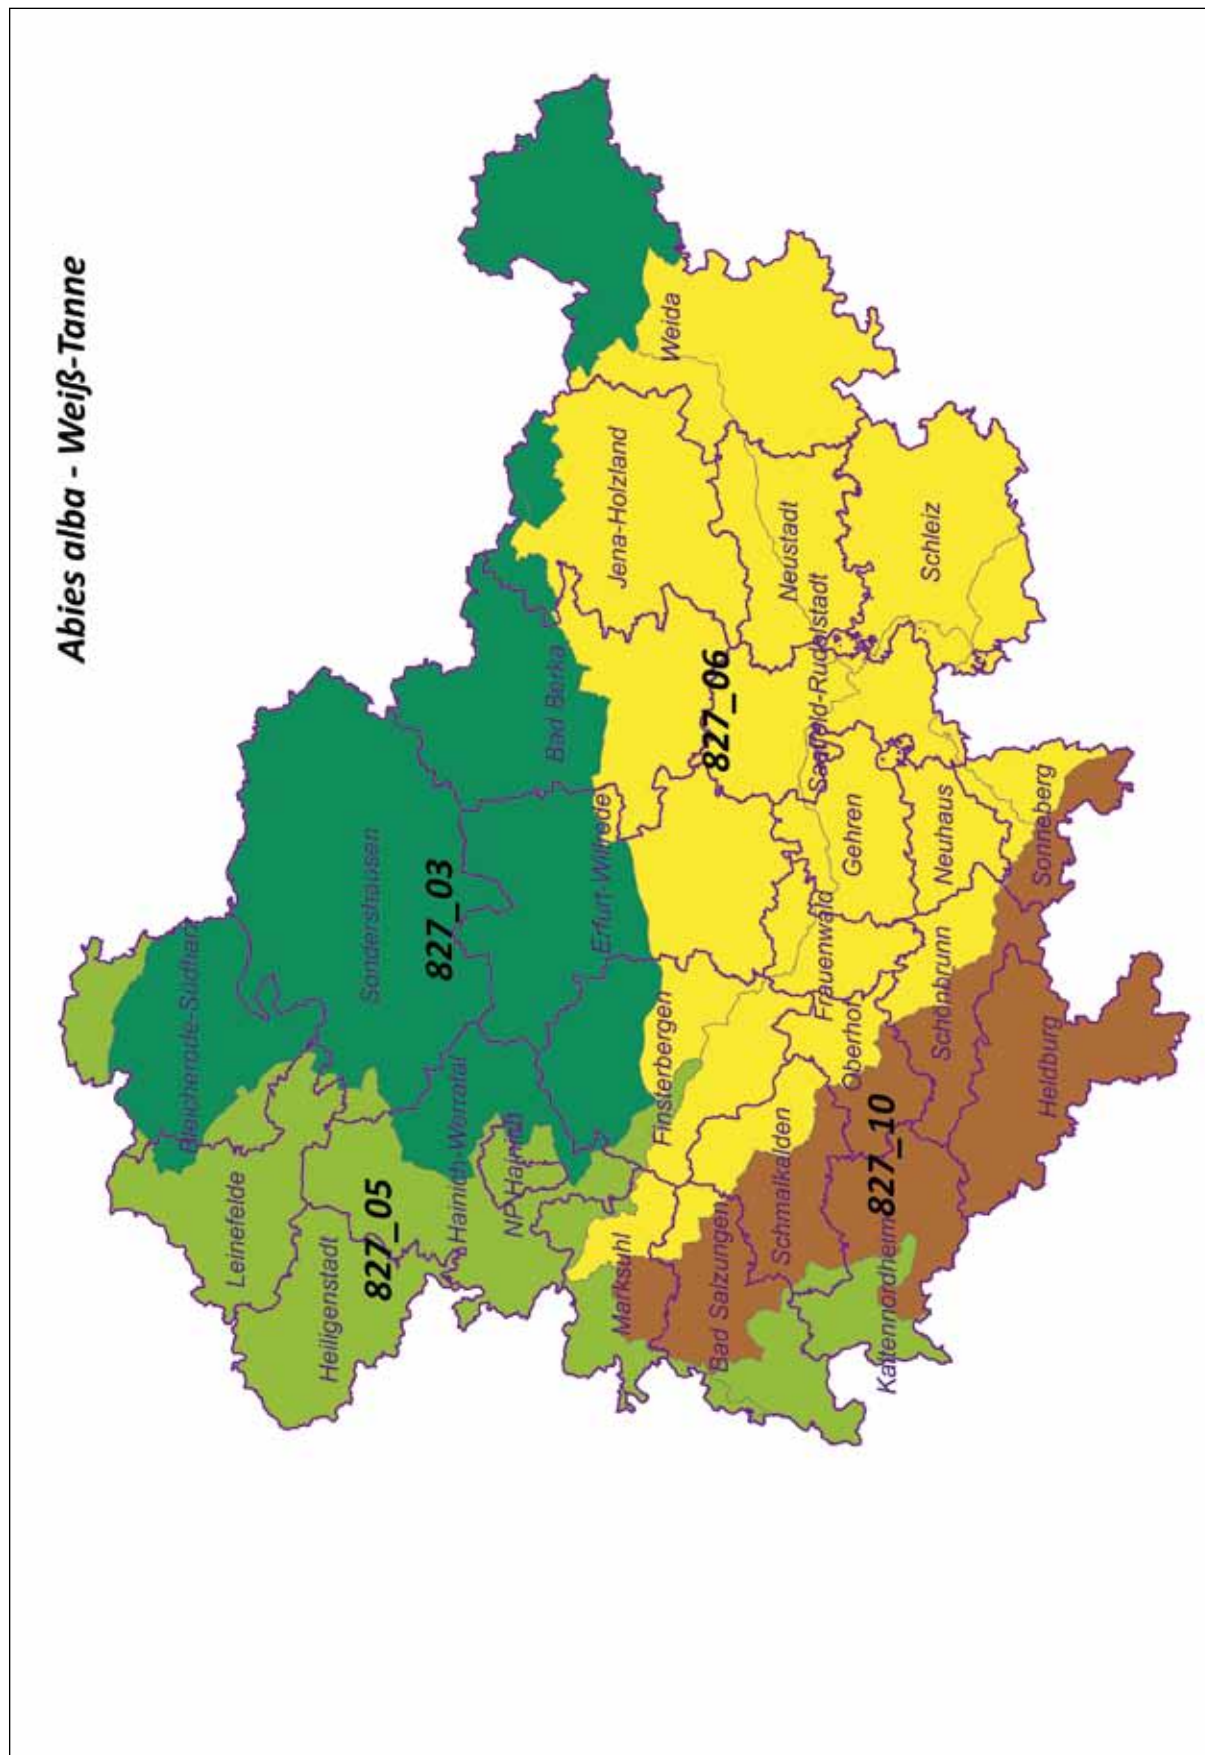 Abies alba - Weiß-Tanne
Bleicherode-Südharz
Leinefelde
Heiligenstadt
Sondershausen
827_05
827_03
Hainich-Werratal
NP Hainich
Bad Berka
Erfurt-Willrode
Marksuhl
Jena-Holzland
Finsterbergen
Weida
Bad Salzungen
827_06
Schmalkalden
Neustadt
Saalfeld-Rudolstadt
Frauenwald
Oberhof
Gehren
827_10
Kaltennordheim
Schleiz
Schönbrunn
Neuhaus
Heldburg
Sonneberg